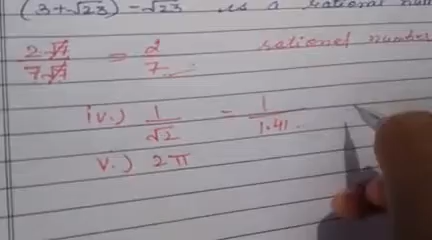 (3+√23) - √23 is a rational num
2√7 / 7√7 = 2 / 7 rational number
iv.) 1 / √2 = 1 / 1.41..
v.) 2π